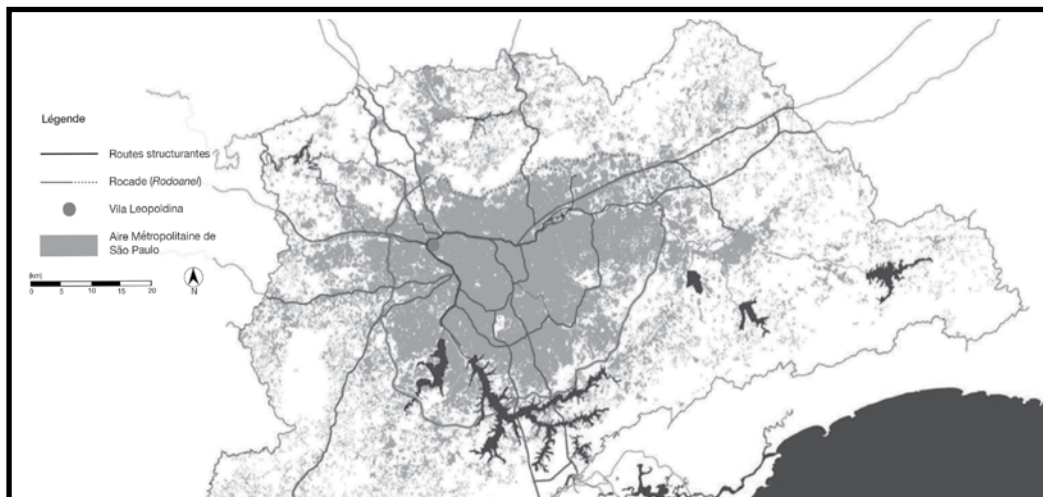 Légende
Routes structurantes
Rocade (Rodoanel)
Vila Leopoldina
Aire Métropolitaine de
São Paulo
(km)
0 5 10 15 20
N